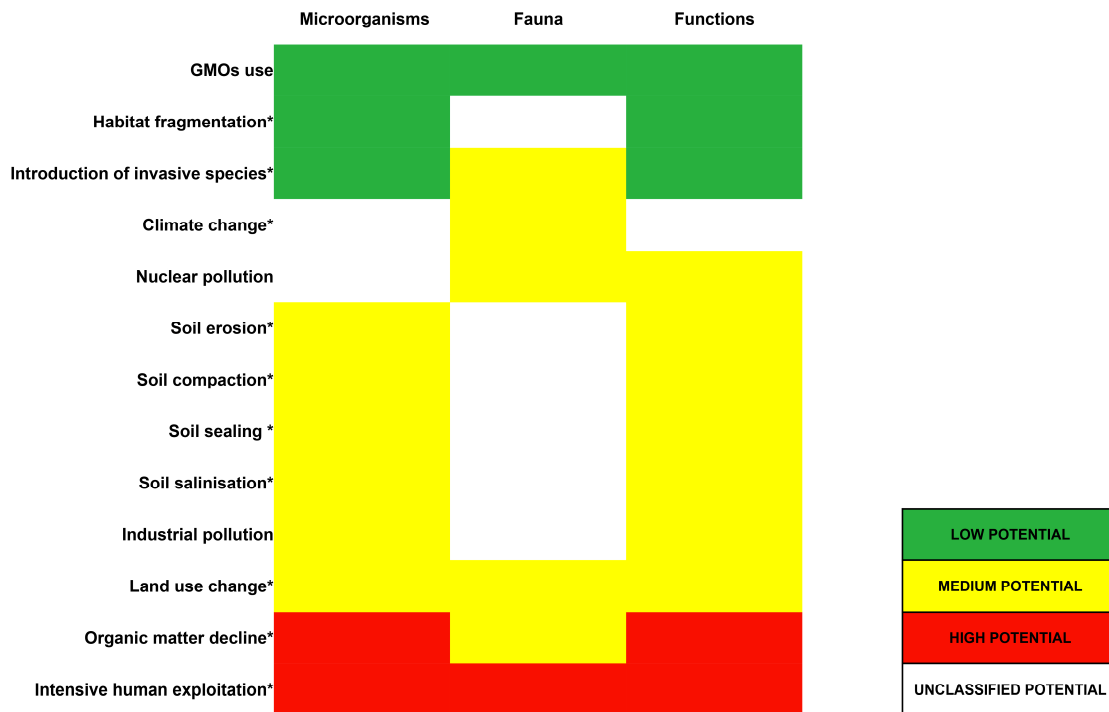 Microorganisms Fauna Functions
GMOs use
Habitat fragmentation*
Introduction of invasive species*
Climate change*
Nuclear pollution
Soil erosion*
Soil compaction*
Soil sealing *
Soil salinisation*
Industrial pollution
Land use change*
Organic matter decline*
Intensive human exploitation*
LOW POTENTIAL
MEDIUM POTENTIAL
HIGH POTENTIAL
UNCLASSIFIED POTENTIAL